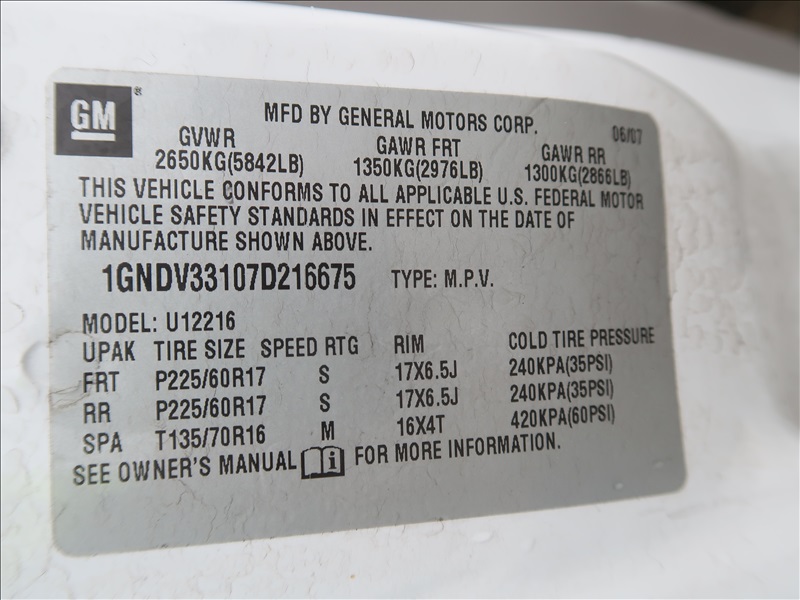 GM®
MFD BY GENERAL MOTORS CORP. 06/07
GVWR GAWR FRT GAWR RR
2650KG(5842LB) 1350KG(2976LB) 1300KG(2866LB)
THIS VEHICLE CONFORMS TO ALL APPLICABLE U.S. FEDERAL MOTOR
VEHICLE SAFETY STANDARDS IN EFFECT ON THE DATE OF
MANUFACTURE SHOWN ABOVE.
1GNDV33107D216675 TYPE: M.P.V.
MODEL: U12216
UPAK TIRE SIZE SPEED RTG RIM COLD TIRE PRESSURE
FRT P225/60R17 S 17X6.5J 240KPA(35PSI)
RR P225/60R17 S 17X6.5J 240KPA(35PSI)
SPA T135/70R16 M 16X4T 420KPA(60PSI)
SEE OWNER'S MANUAL i FOR MORE INFORMATION.